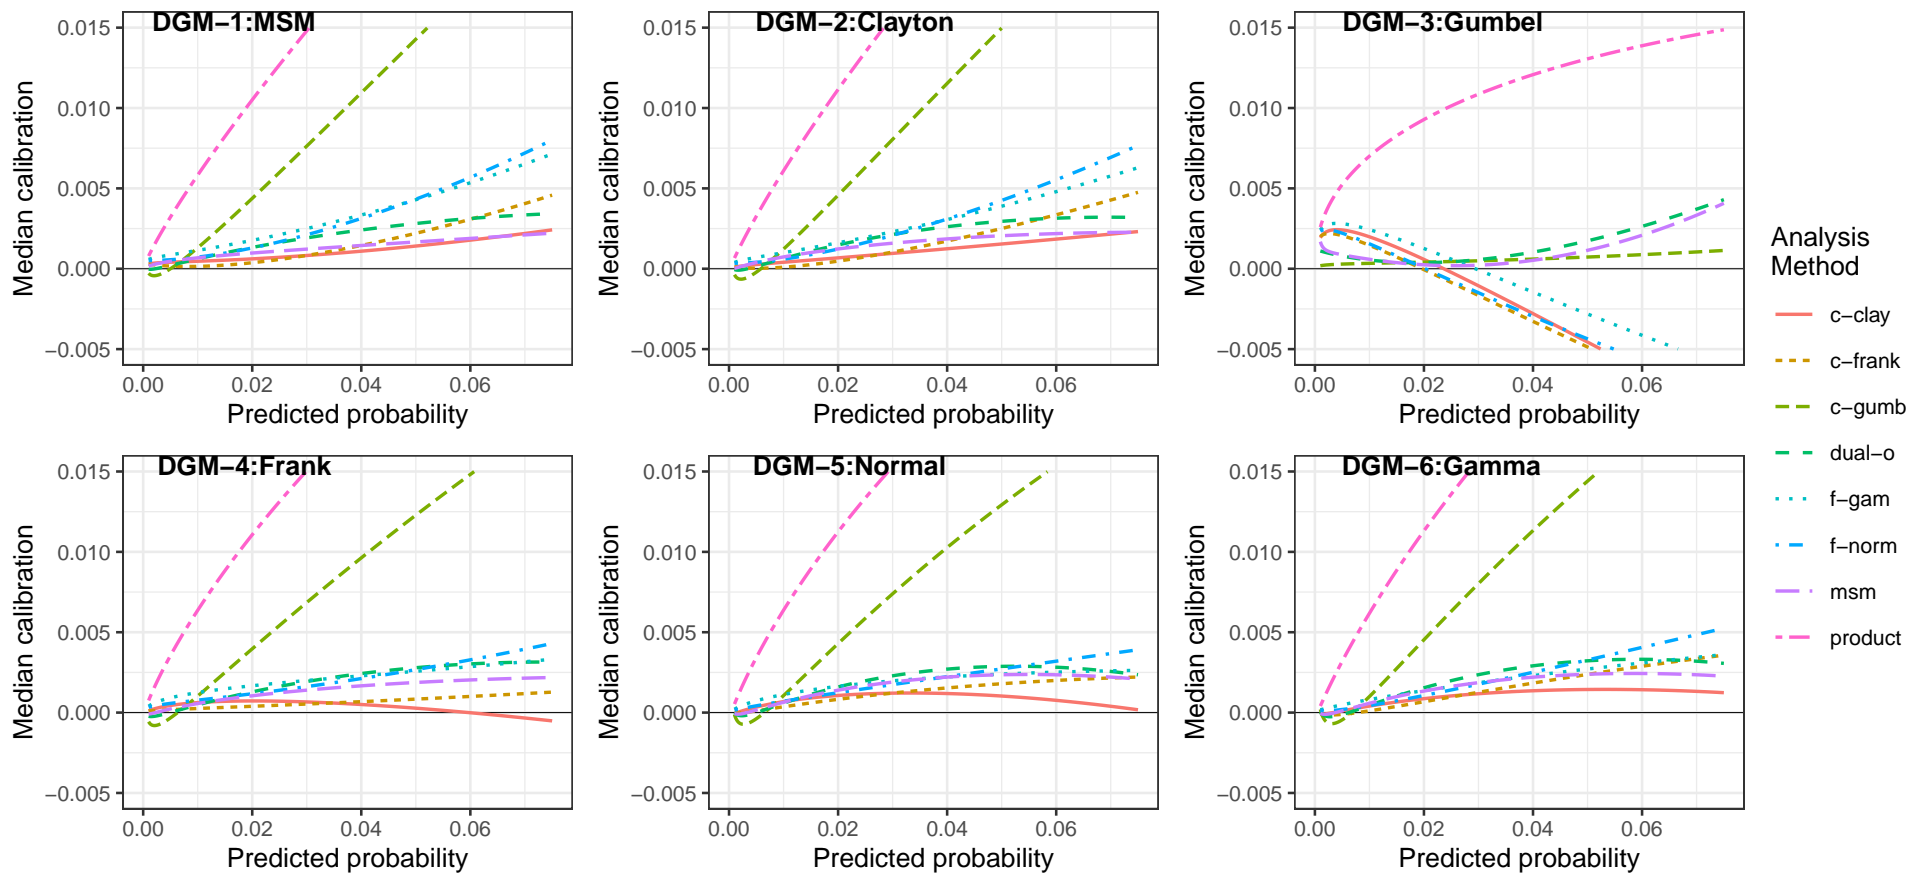 DGM−1:MSM
0.015
0.010
0.005
0.000
−0.005
Median calibration
0.00 0.02 0.04 0.06
Predicted probability
DGM−2:Clayton
0.015
0.010
0.005
0.000
−0.005
Median calibration
0.00 0.02 0.04 0.06
Predicted probability
DGM−3:Gumbel
0.015
0.010
0.005
0.000
−0.005
Median calibration
0.00 0.02 0.04 0.06
Predicted probability
DGM−4:Frank
0.015
0.010
0.005
0.000
−0.005
Median calibration
0.00 0.02 0.04 0.06
Predicted probability
DGM−5:Normal
0.015
0.010
0.005
0.000
−0.005
Median calibration
0.00 0.02 0.04 0.06
Predicted probability
DGM−6:Gamma
0.015
0.010
0.005
0.000
−0.005
Median calibration
0.00 0.02 0.04 0.06
Predicted probability
Analysis
Method
c−clay
c−frank
c−gumb
dual−o
f−gam
f−norm
msm
product